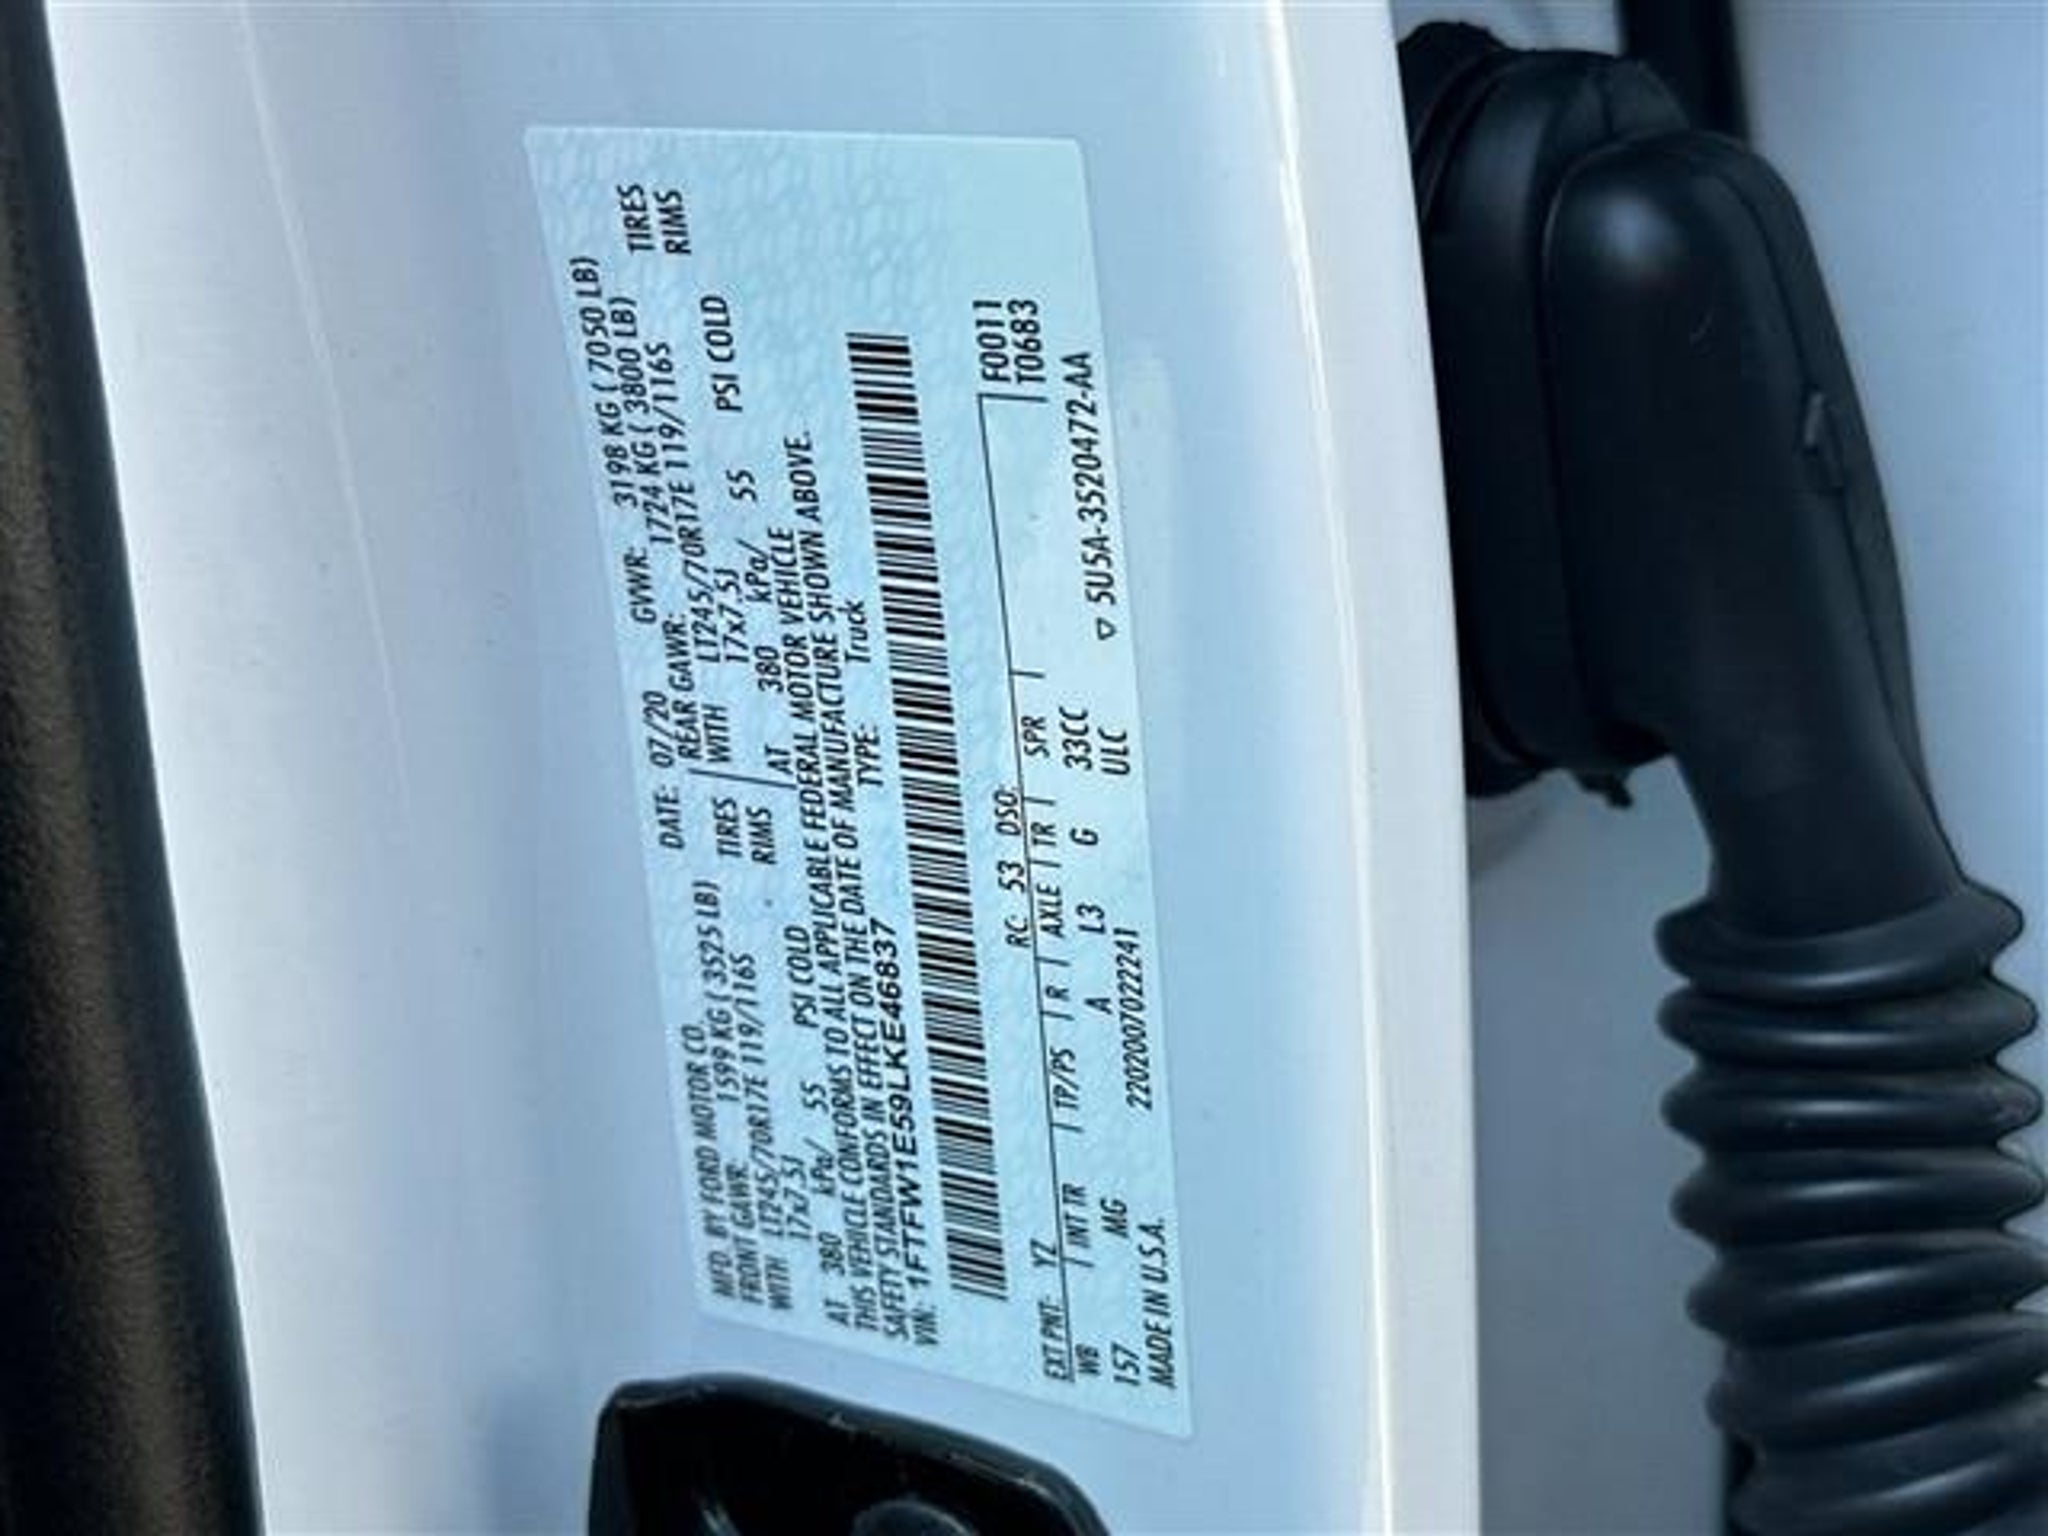 MFD. BY FORD MOTOR CO.
DATE: 07/20 GVWR: 3198 KG ( 7050 LB)
FRONT GAWR: 1599 KG ( 3525 LB) REAR GAWR: 1724 KG ( 3800 LB)
WITH LT245/70R17E 119/116S TIRES WITH LT245/70R17E 119/116S TIRES
17x7.5J RIMS 17x7.5J RIMS
AT 380 kPa/ 55 PSI COLD AT 380 kPa/ 55 PSI COLD
THIS VEHICLE CONFORMS TO ALL APPLICABLE FEDERAL MOTOR VEHICLE
SAFETY STANDARDS IN EFFECT ON THE DATE OF MANUFACTURE SHOWN ABOVE.
VIN: 1FTFW1E59LKE46837 TYPE: Truck
EXT PNT: YZ RC: 53 DSO: F0011
WB INT TR TP/PS R AXLE TR SPR T0683
157 MG A L3 G 33CC
MADE IN U.S.A. 22020070222241 ULC ▽ 5U5A-3520472-AA